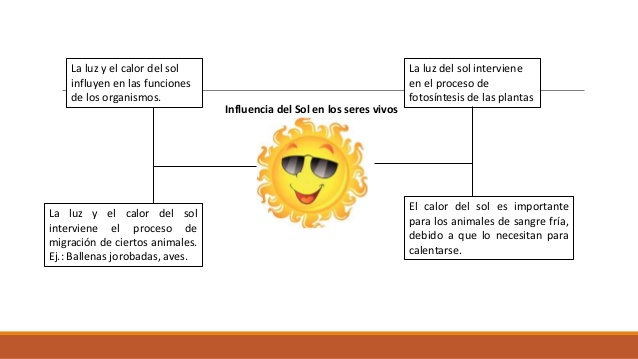 La luz y el calor del sol
influyen en las funciones
de los organismos.
La luz del sol interviene
en el proceso de
fotosíntesis de las plantas
Influencia del Sol en los seres vivos
La luz y el calor del sol
interviene el proceso de
migración de ciertos animales.
Ej.: Ballenas jorobadas, aves.
El calor del sol es importante
para los animales de sangre fría,
debido a que lo necesitan para
calentarse.